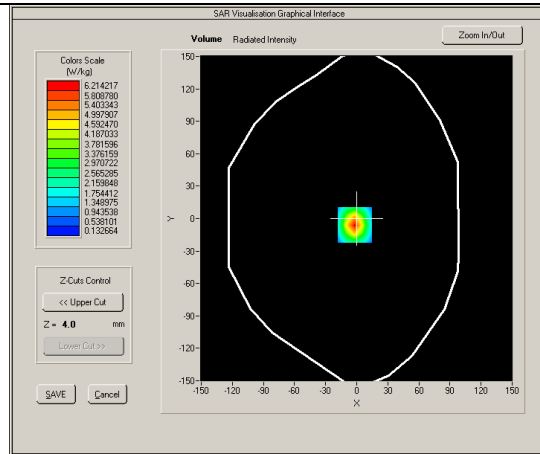 SAR Visualisation Graphical Interface
Volume Radiated Intensity
Zoom In/Out
Colors Scale
(W/kg)
6.214217
5.808780
5.403343
4.997907
4.592470
4.187033
3.781596
3.376159
2.970722
2.565285
2.159848
1.754412
1.348975
0.943538
0.538101
0.132664
Z-Cuts Control
<< Upper Cut
Z = 4.0 mm
Lower Cut >>
SAVE Cancel
150-
120-
90-
60-
30-
0-
-30-
-60-
-90-
-120-
-150-
Y
-150 -120 -90 -60 -30 0 30 60 90 120 150
X